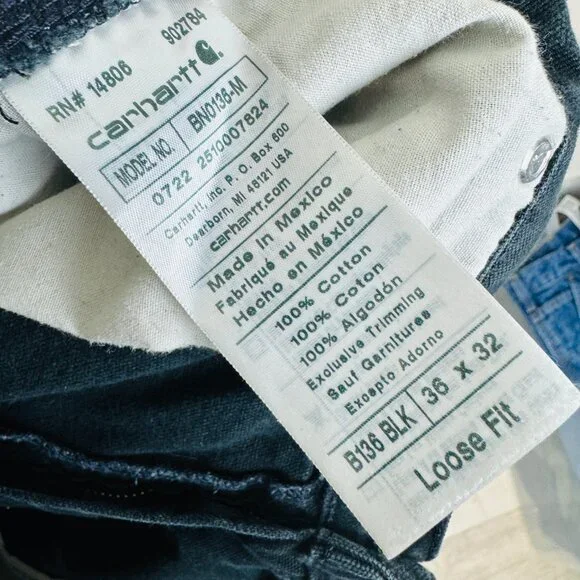 RN# 14806 902784
carhartt
MODEL NO. BN0136-M
0722 2510007824
Carhartt, Inc. P. O. Box 600
Dearborn, MI 48121 USA
carhartt.com
Made in Mexico
Fabriqué au Mexique
Hecho en México
100% Cotton
100% Coton
100% Algodón
Exclusive Trimming
Sauf Garnitures
Excepto Adorno
B136 BLK 36 x 32
Loose Fit